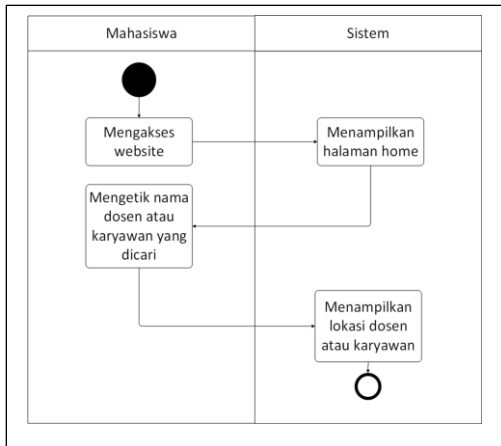 Mahasiswa
Sistem
Mengakses
website
Menampilkan
halaman home
Mengetik nama
dosen atau
karyawan yang
dicari
Menampilkan
lokasi dosen
atau karyawan